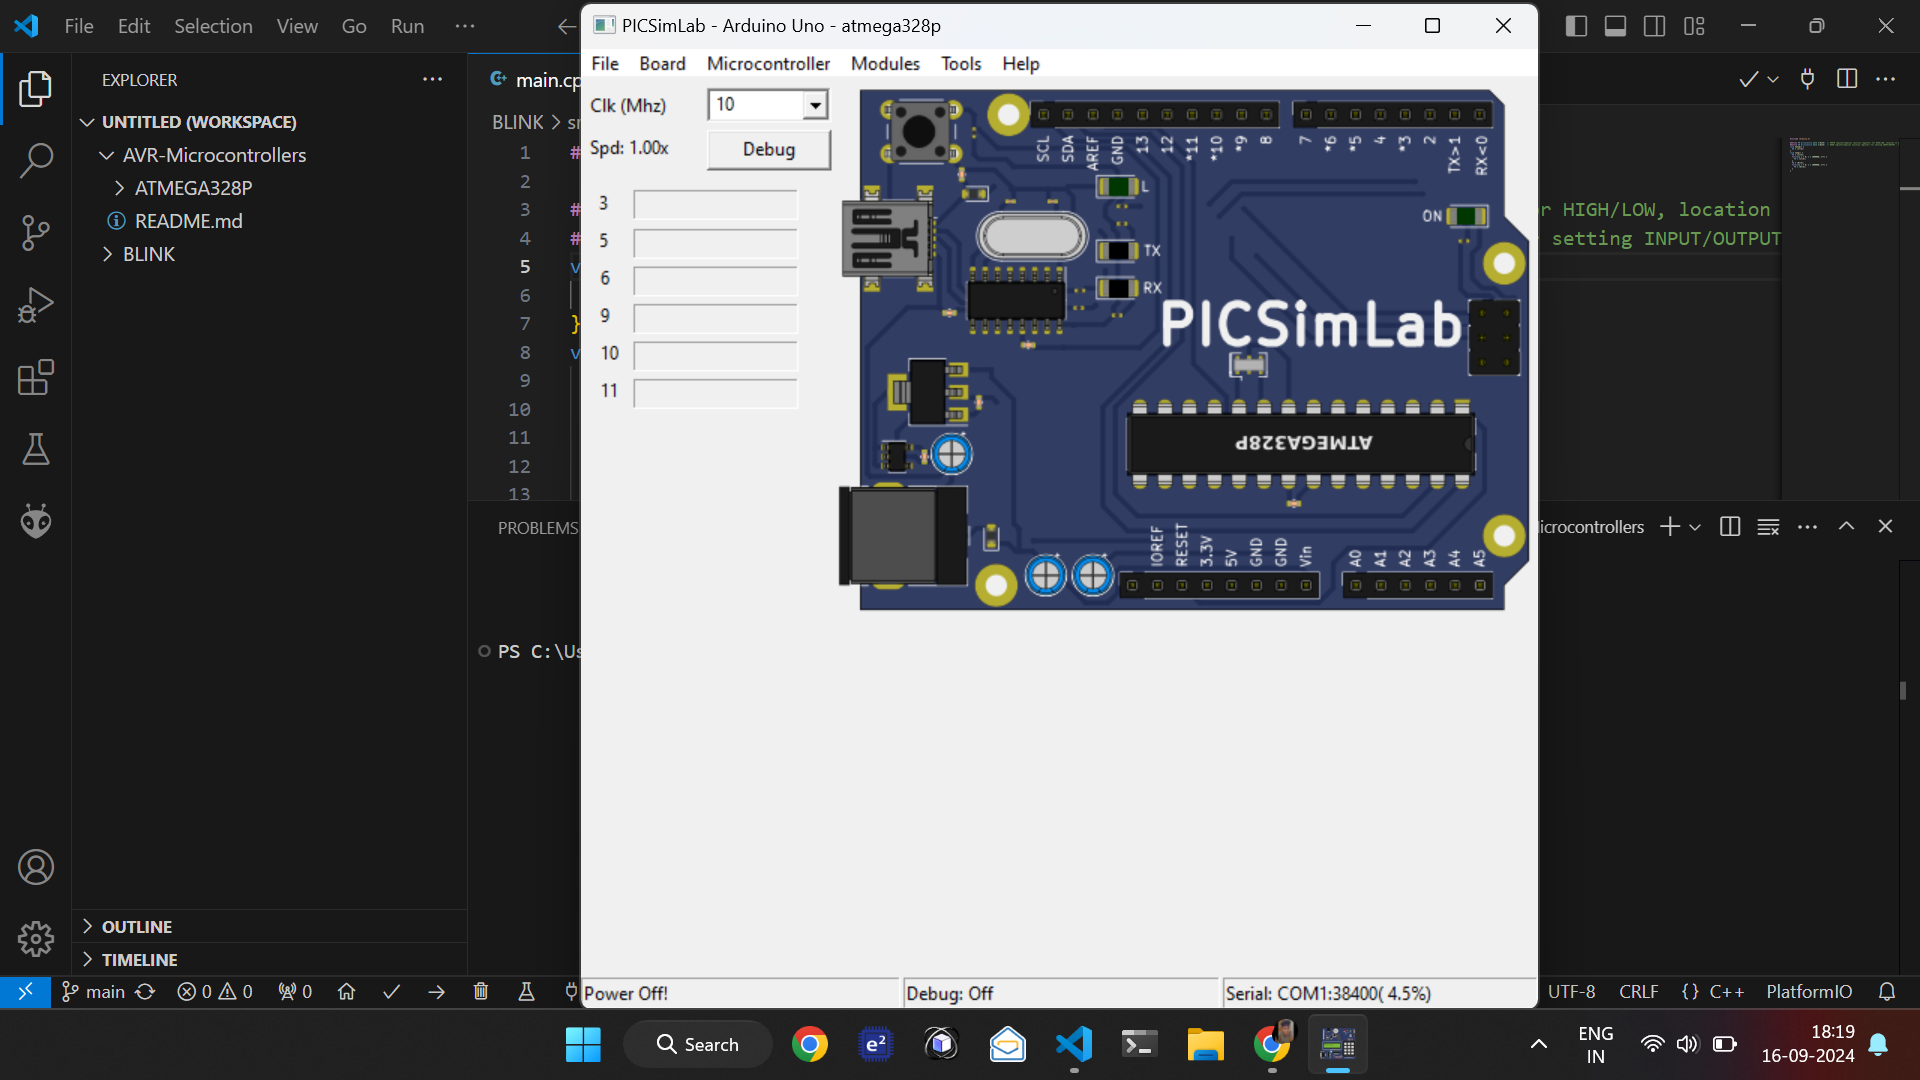 File Edit Selection View Go Run
EXPLORER
UNTITLED (WORKSPACE)
AVR-Microcontrollers
ATMEGA328P
README.md
BLINK
OUTLINE
TIMELINE
main.cp
BLINK
1 #
2
3 #
4 #
5 v
6
7 }
8 v
9
10
11
12
13
PROBLEMS
PS C:\Us
PICSimLab - Arduino Uno - atmega328p
File Board Microcontroller Modules Tools Help
Clk (Mhz) 10
Spd: 1.00x Debug
3
5
6
9
10
11
SCL SDA AREF GND 13 12 *11 *10 *9 8 7 *6 *5 4 *3 2 TX>1 RX<0
L
ON
TX
RX
PICSimLab
ATMEGA328P
IOREF RESET 3.3V 5V GND GND Vin A0 A1 A2 A3 A4 A5
Power Off! Debug: Off Serial: COM1:38400( 4.5%)
r HIGH/LOW, location
setting INPUT/OUTPUT
icrocontrollers
main 0 0 0 UTF-8 CRLF {} C++ PlatformIO
Search
ENG
IN
18:19
16-09-2024